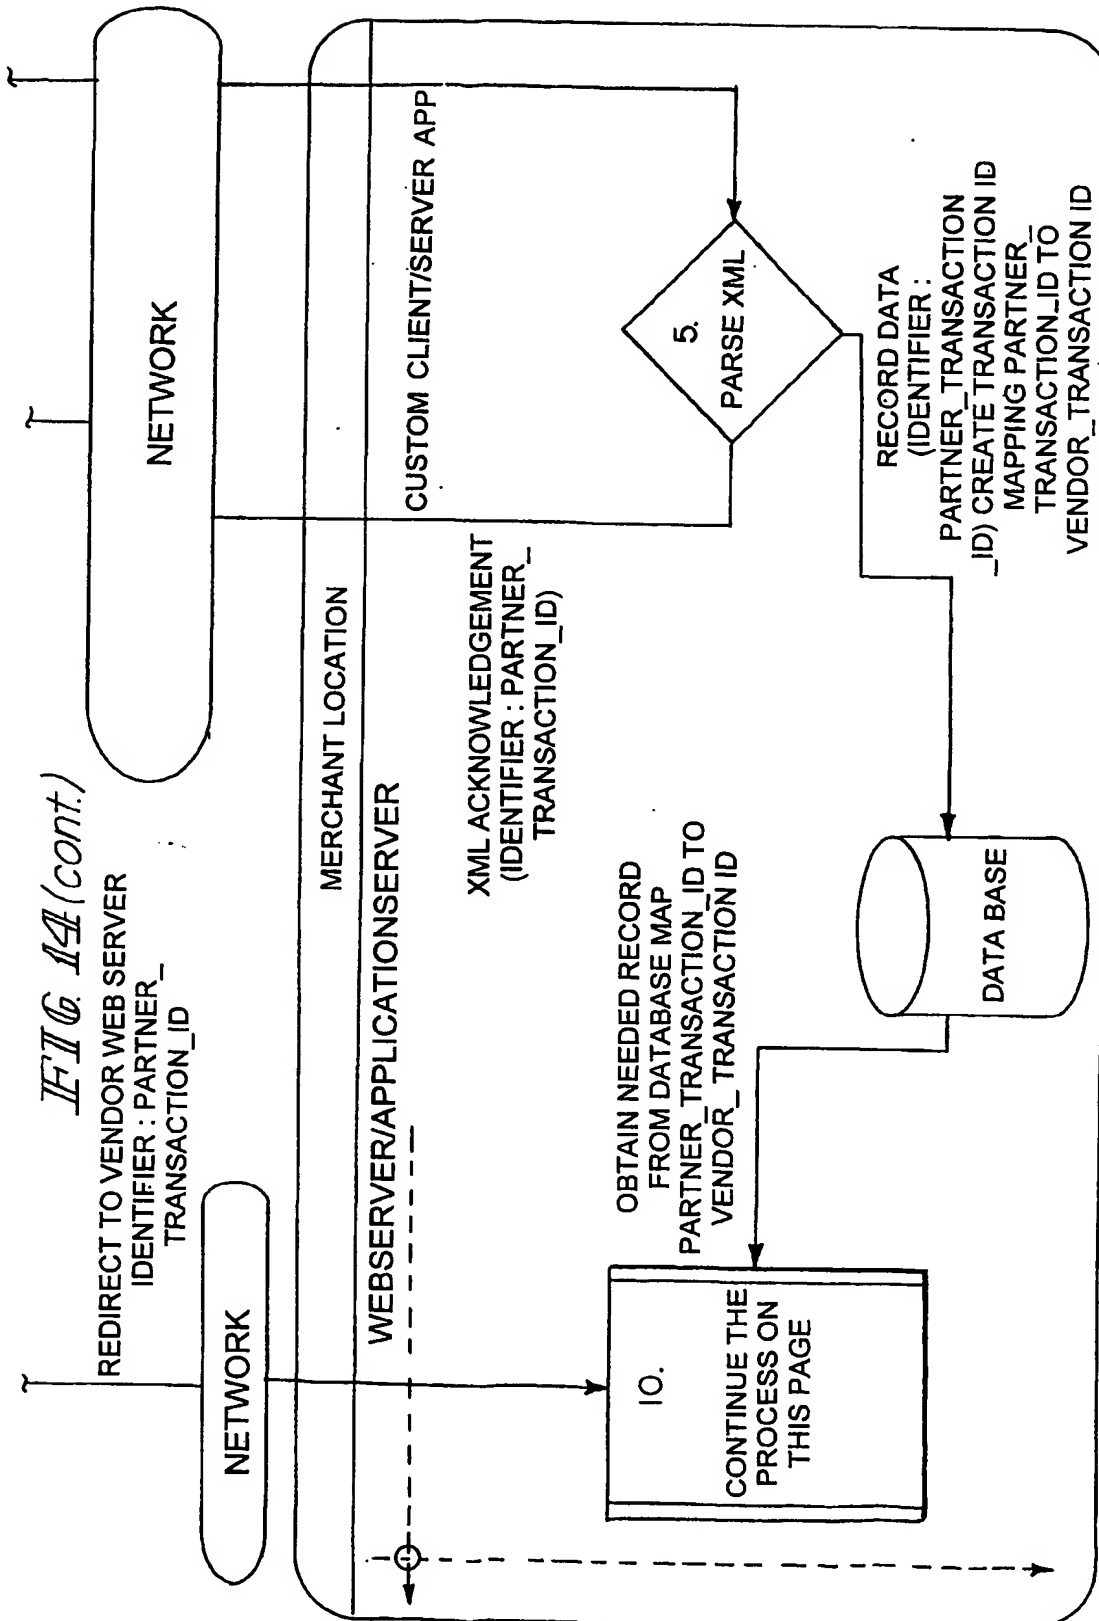 FIG. 14 (cont.)
REDIRECT TO VENDOR WEB SERVER
IDENTIFIER : PARTNER_
TRANSACTION_ID
NETWORK
NETWORK
MERCHANT LOCATION
WEBSERVER/APPLICATIONSERVER
CUSTOM CLIENT/SERVER APP
XML ACKNOWLEDGEMENT
(IDENTIFIER : PARTNER_
TRANSACTION_ID)
5.
PARSE XML
OBTAIN NEEDED RECORD
FROM DATABASE MAP
PARTNER_TRANSACTION_ID TO
VENDOR_ TRANSACTION ID
RECORD DATA
(IDENTIFIER :
PARTNER_TRANSACTION
_ID) CREATE TRANSACTION ID
MAPPING PARTNER_
TRANSACTION_ID TO
VENDOR_TRANSACTION ID
10.
CONTINUE THE
PROCESS ON
THIS PAGE
DATA BASE